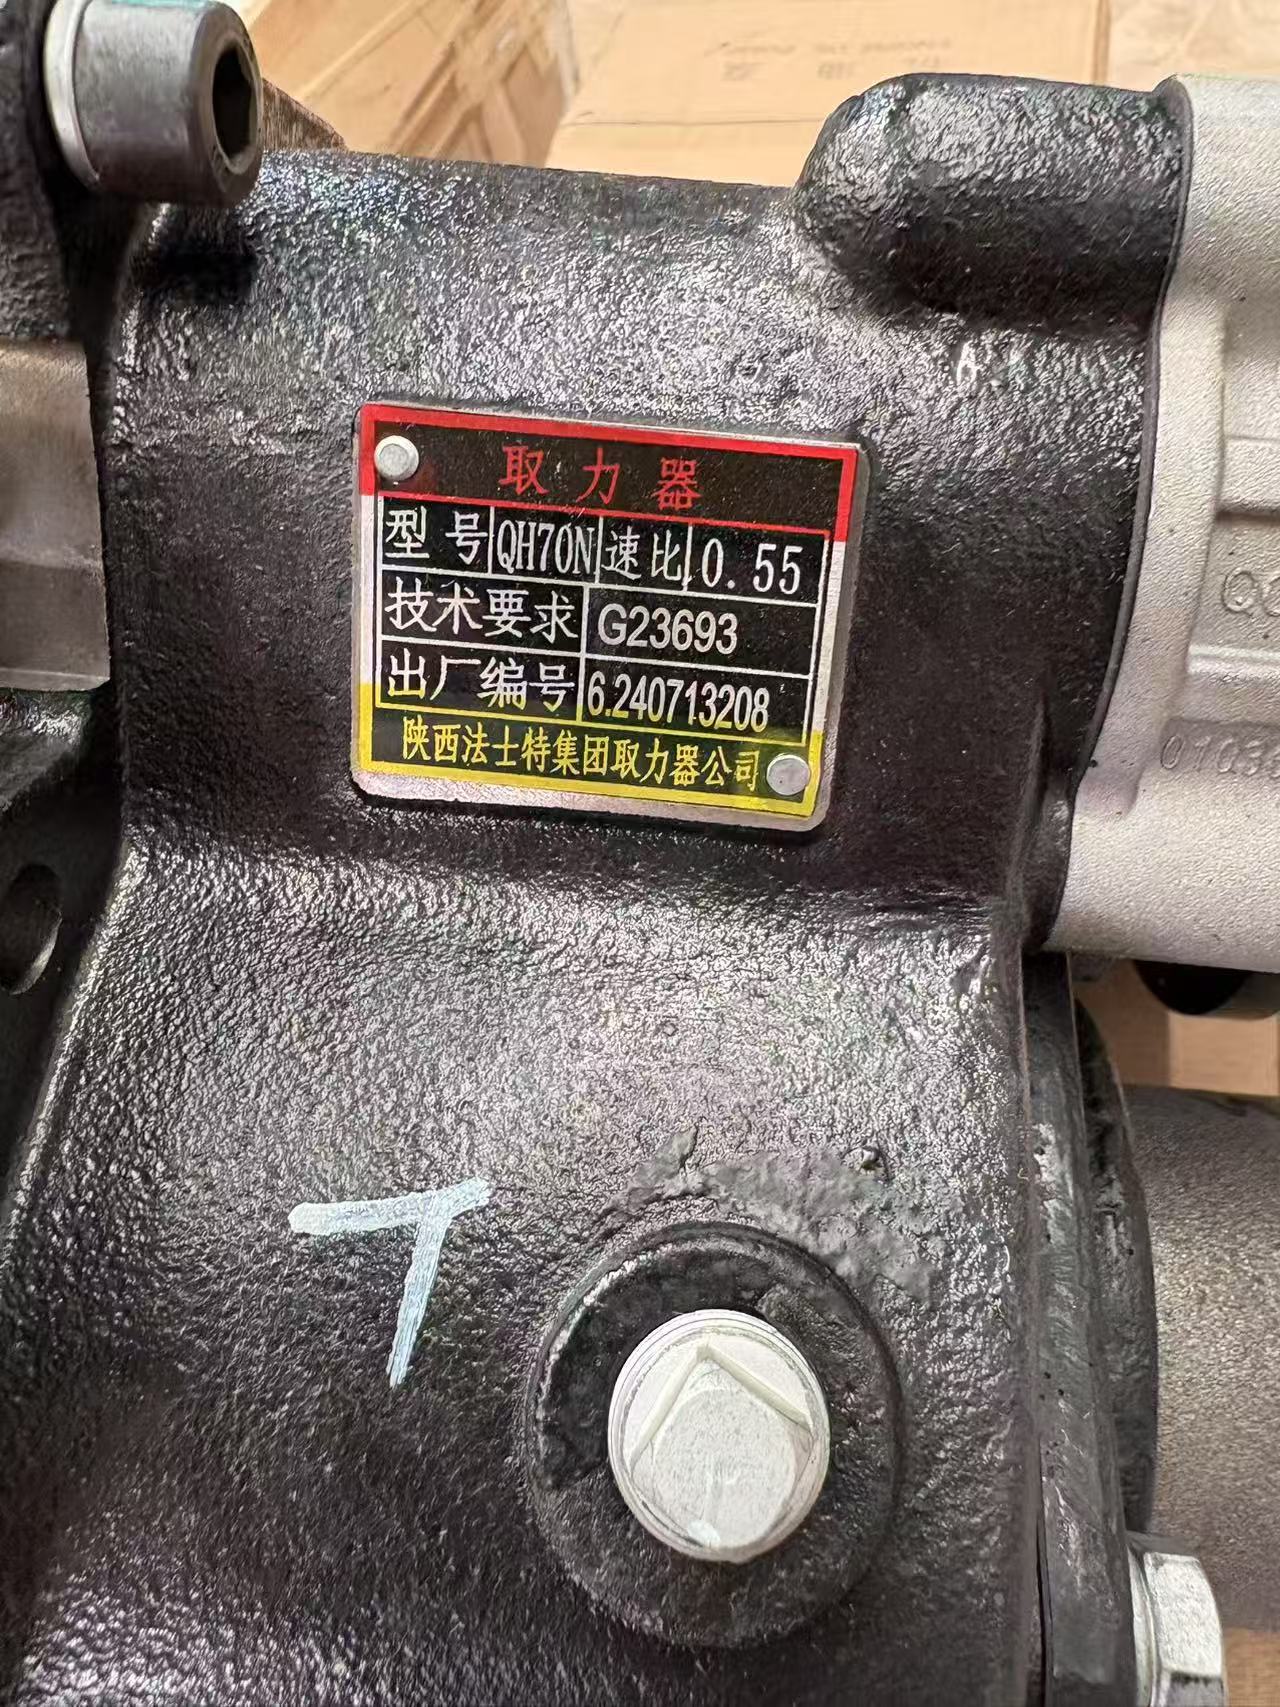 取力器
型号 QH70N 速比 0.55
技术要求 G23693
出厂编号 6.240713208
陕西法士特集团取力器公司